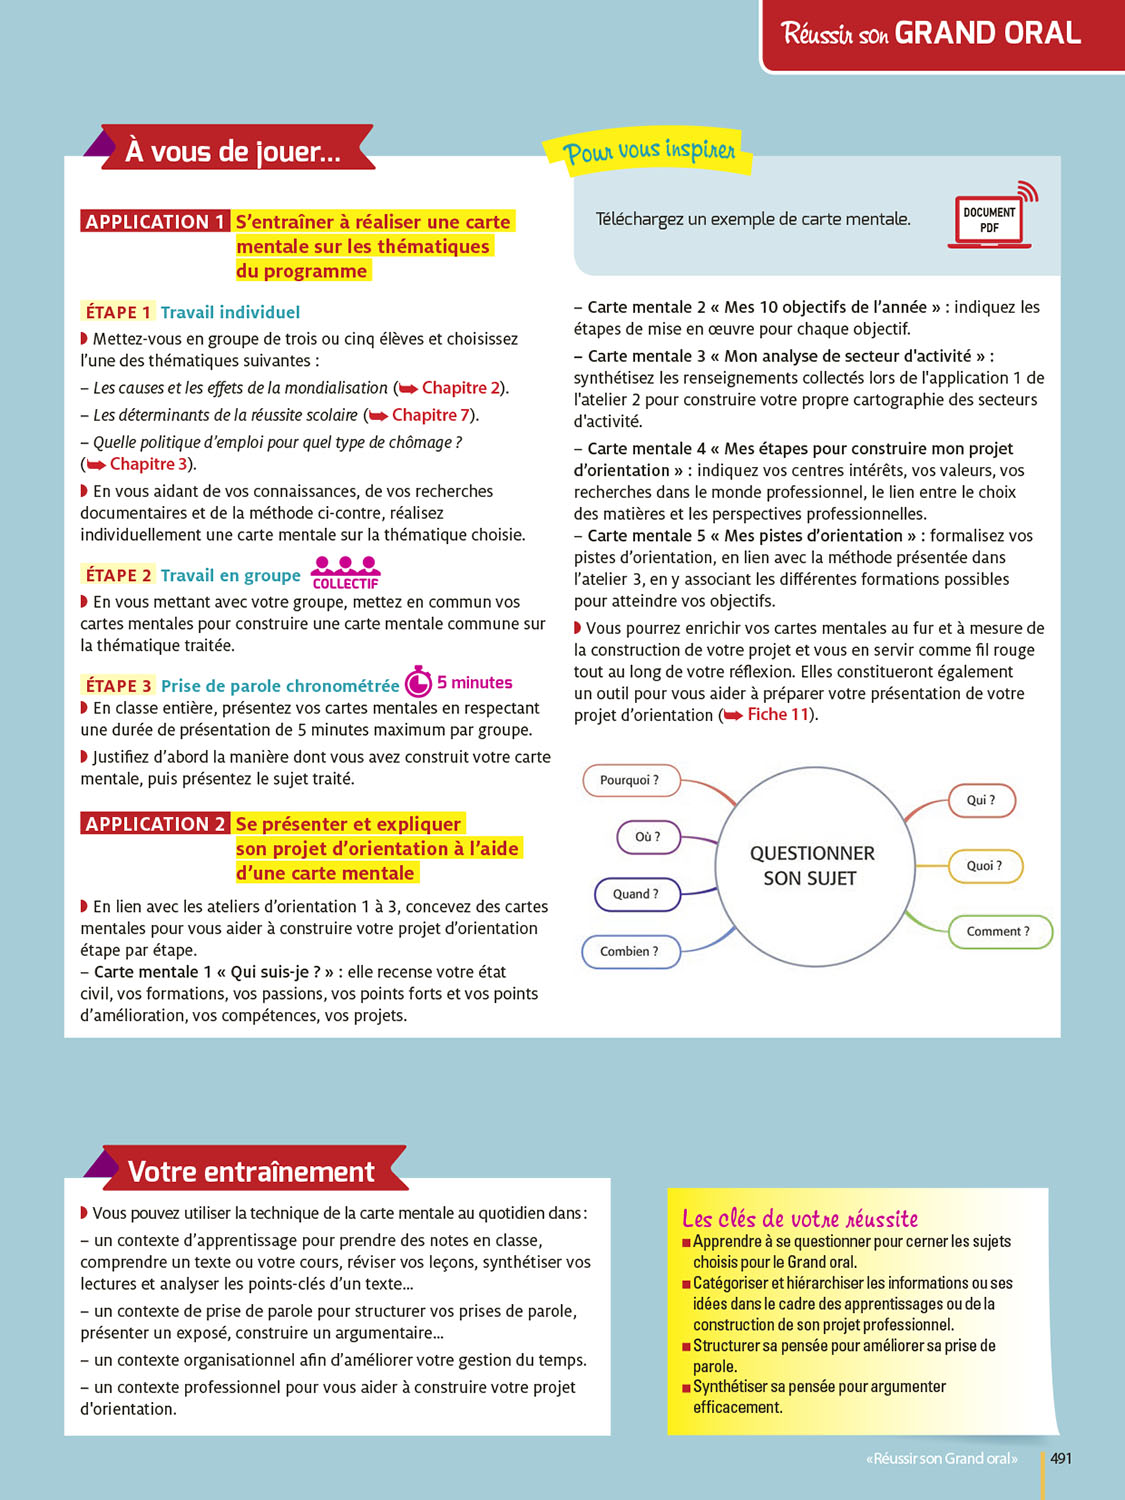 Réussir son GRAND ORAL
À vous de jouer...
APPLICATION 1 S'entraîner à réaliser une carte
mentale sur les thématiques
du programme
ÉTAPE 1 Travail individuel
Mettez-vous en groupe de trois ou cinq élèves et choisissez
l'une des thématiques suivantes :
– Les causes et les effets de la mondialisation (➥ Chapitre 2).
– Les déterminants de la réussite scolaire (➥ Chapitre 7).
– Quelle politique d'emploi pour quel type de chômage ?
(➥ Chapitre 3).
En vous aidant de vos connaissances, de vos recherches
documentaires et de la méthode ci-contre, réalisez
individuellement une carte mentale sur la thématique choisie.
ÉTAPE 2 Travail en groupe COLLECTIF
En vous mettant avec votre groupe, mettez en commun vos
cartes mentales pour construire une carte mentale commune sur
la thématique traitée.
ÉTAPE 3 Prise de parole chronométrée 5 minutes
En classe entière, présentez vos cartes mentales en respectant
une durée de présentation de 5 minutes maximum par groupe.
Justifiez d'abord la manière dont vous avez construit votre carte
mentale, puis présentez le sujet traité.
APPLICATION 2 Se présenter et expliquer
son projet d'orientation à l'aide
d'une carte mentale
En lien avec les ateliers d'orientation 1 à 3, concevez des cartes
mentales pour vous aider à construire votre projet d'orientation
étape par étape.
– Carte mentale 1 « Qui suis-je ? » : elle recense votre état
civil, vos formations, vos passions, vos points forts et vos points
d'amélioration, vos compétences, vos projets.
Pour vous inspirer
Téléchargez un exemple de carte mentale.
DOCUMENT
PDF
– Carte mentale 2 « Mes 10 objectifs de l'année » : indiquez les
étapes de mise en œuvre pour chaque objectif.
– Carte mentale 3 « Mon analyse de secteur d'activité » :
synthétisez les renseignements collectés lors de l'application 1 de
l'atelier 2 pour construire votre propre cartographie des secteurs
d'activité.
– Carte mentale 4 « Mes étapes pour construire mon projet
d'orientation » : indiquez vos centres intérêts, vos valeurs, vos
recherches dans le monde professionnel, le lien entre le choix
des matières et les perspectives professionnelles.
– Carte mentale 5 « Mes pistes d'orientation » : formalisez vos
pistes d'orientation, en lien avec la méthode présentée dans
l'atelier 3, en y associant les différentes formations possibles
pour atteindre vos objectifs.
Vous pourrez enrichir vos cartes mentales au fur et à mesure de
la construction de votre projet et vous en servir comme fil rouge
tout au long de votre réflexion. Elles constitueront également
un outil pour vous aider à préparer votre présentation de votre
projet d'orientation (➥ Fiche 11).
Pourquoi ?
Où ?
Quand ?
Combien ?
QUESTIONNER
SON SUJET
Qui ?
Quoi ?
Comment ?
Votre entraînement
Vous pouvez utiliser la technique de la carte mentale au quotidien dans :
– un contexte d'apprentissage pour prendre des notes en classe,
comprendre un texte ou votre cours, réviser vos leçons, synthétiser vos
lectures et analyser les points-clés d'un texte...
– un contexte de prise de parole pour structurer vos prises de parole,
présenter un exposé, construire un argumentaire...
– un contexte organisationnel afin d'améliorer votre gestion du temps.
– un contexte professionnel pour vous aider à construire votre projet
d'orientation.
Les clés de votre réussite
Apprendre à se questionner pour cerner les sujets
choisis pour le Grand oral.
Catégoriser et hiérarchiser les informations ou ses
idées dans le cadre des apprentissages ou de la
construction de son projet professionnel.
Structurer sa pensée pour améliorer sa prise de
parole.
Synthétiser sa pensée pour argumenter
efficacement.
«Réussir son Grand oral» 491